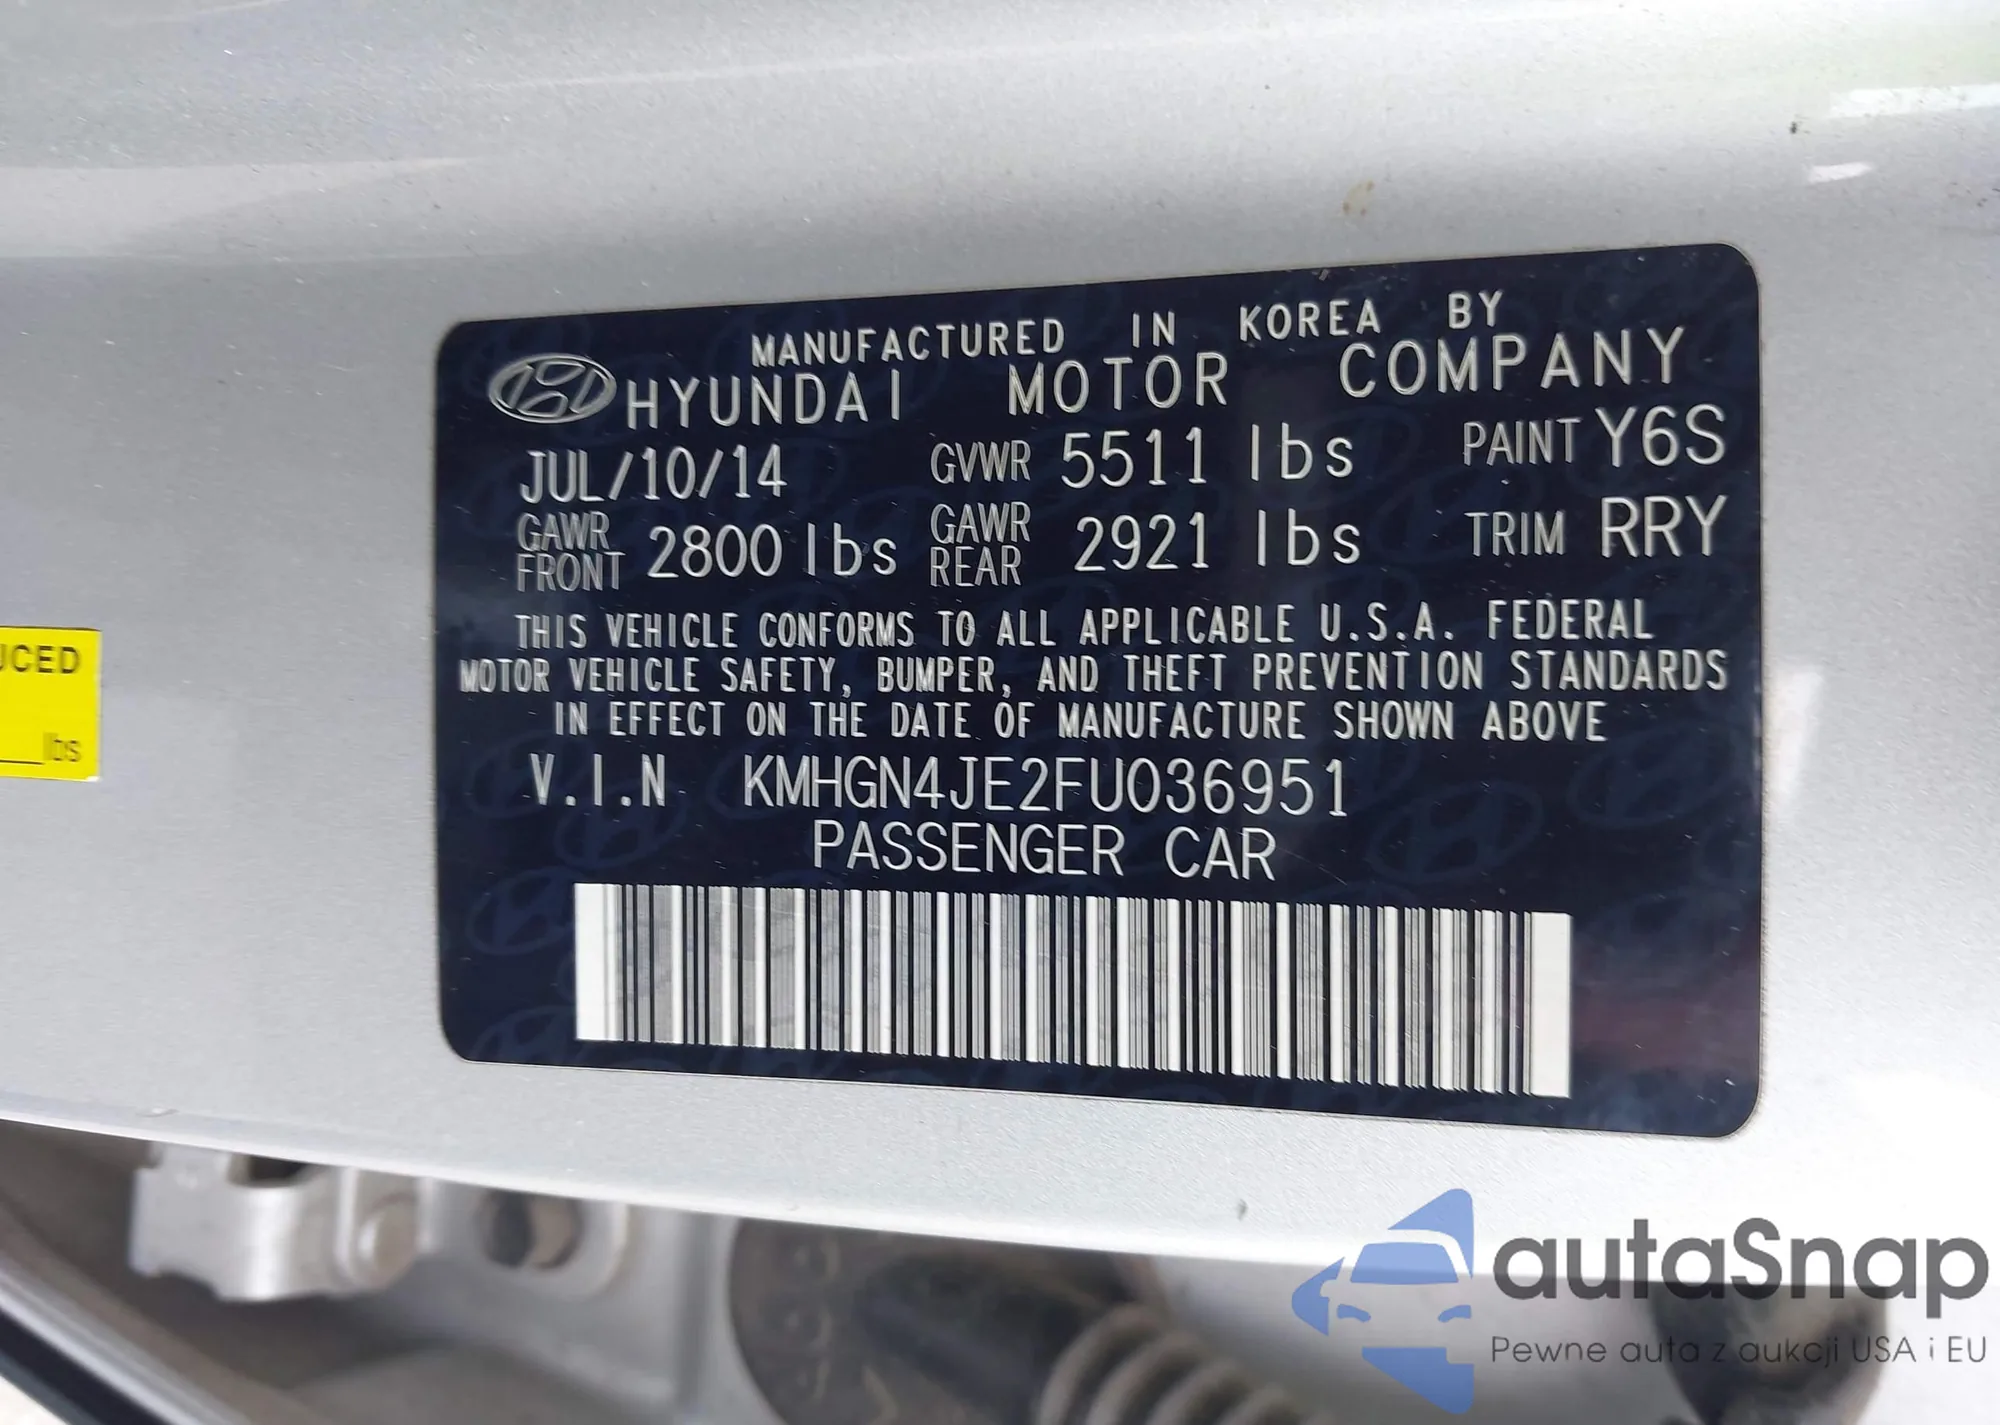 MANUFACTURED IN KOREA BY
HYUNDAI MOTOR COMPANY
JUL/10/14 GVWR 5511 lbs PAINT Y6S
GAWR FRONT 2800 lbs GAWR REAR 2921 lbs TRIM RRY
THIS VEHICLE CONFORMS TO ALL APPLICABLE U.S.A. FEDERAL
MOTOR VEHICLE SAFETY, BUMPER, AND THEFT PREVENTION STANDARDS
IN EFFECT ON THE DATE OF MANUFACTURE SHOWN ABOVE
V.I.N KMHGN4JE2FU036951
PASSENGER CAR
UCED
lbs
autaSnap
Pewne auta z aukcji USA i EU